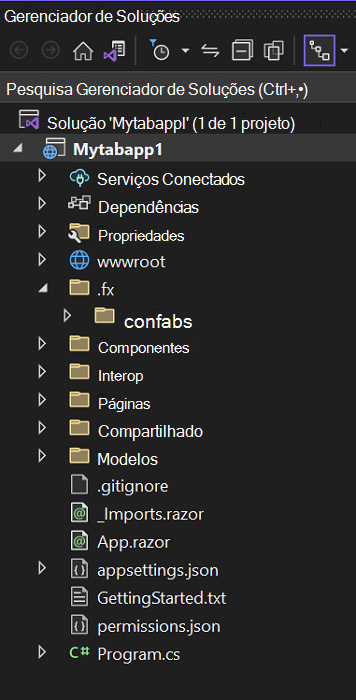 Gerenciador de Soluções
Pesquisa Gerenciador de Soluções (Ctrl+,•)
Solução 'Mytabappl' (1 de 1 projeto)
Mytabapp1
Serviços Conectados
Dependências
Propriedades
wwwroot
.fx
confabs
Componentes
Interop
Páginas
Compartilhado
Modelos
.gitignore
_Imports.razor
App.razor
appsettings.json
GettingStarted.txt
permissions.json
C# Program.cs